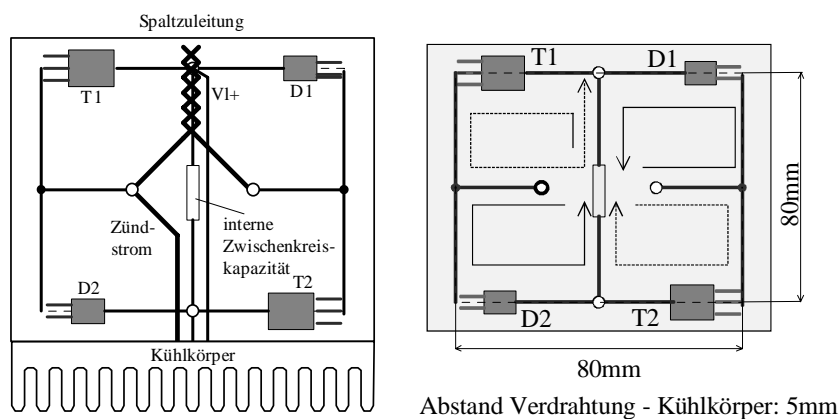 Spaltzuleitung
T1
D1
Vl+
Zünd-
strom
interne
Zwischenkreis-
kapazität
D2
T2
Kühlkörper
T1
D1
80mm
D2
T2
80mm
Abstand Verdrahtung - Kühlkörper: 5mm